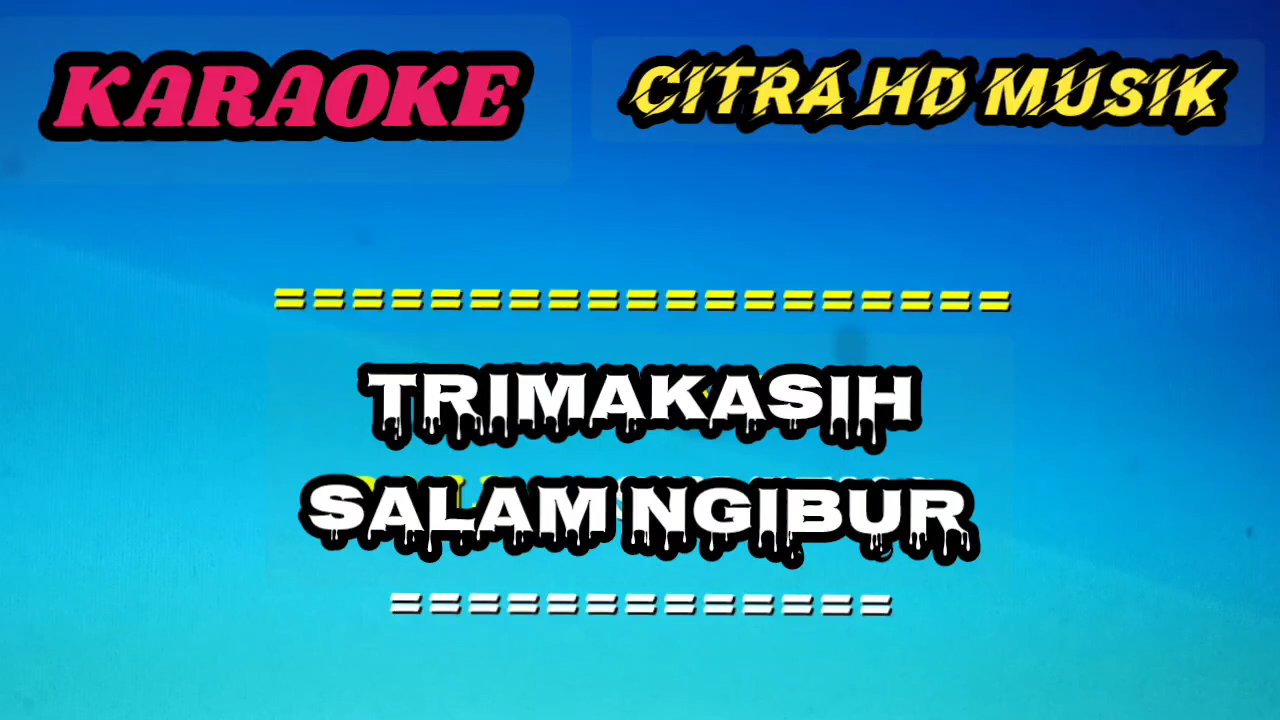 KARAOKE
CITRA HD MUSIK
====================
TRIMAKASIH
SALAM NGIBUR
=============